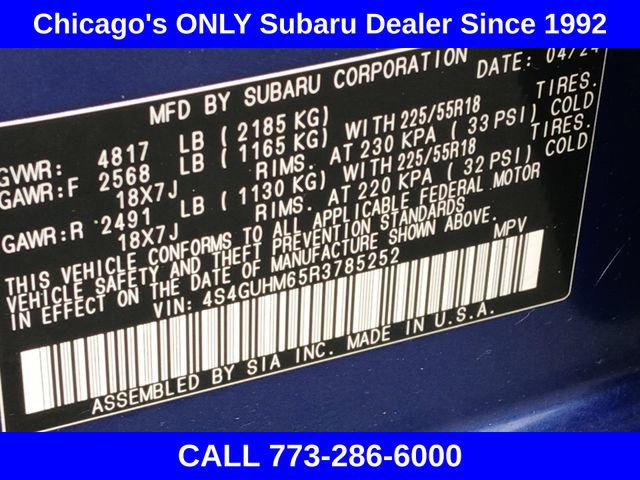 Chicago's ONLY Subaru Dealer Since 1992
MFD BY SUBARU CORPORATION DATE: 04/24
GVWR: 4817 LB ( 2185 KG)
GAWR:F 2568 LB ( 1165 KG) WITH 225/55R18 TIRES.
18X7J RIMS. AT 230 KPA ( 33 PSI) COLD
GAWR:R 2491 LB ( 1130 KG) WITH 225/55R18 TIRES.
18X7J RIMS. AT 220 KPA ( 32 PSI) COLD
THIS VEHICLE CONFORMS TO ALL APPLICABLE FEDERAL MOTOR
VEHICLE SAFETY AND THEFT PREVENTION STANDARDS
IN EFFECT ON THE DATE OF MANUFACTURE SHOWN ABOVE.
VIN: 4S4GUHM65R3785252 MPV
ASSEMBLED BY SIA INC. MADE IN U.S.A.
CALL 773-286-6000